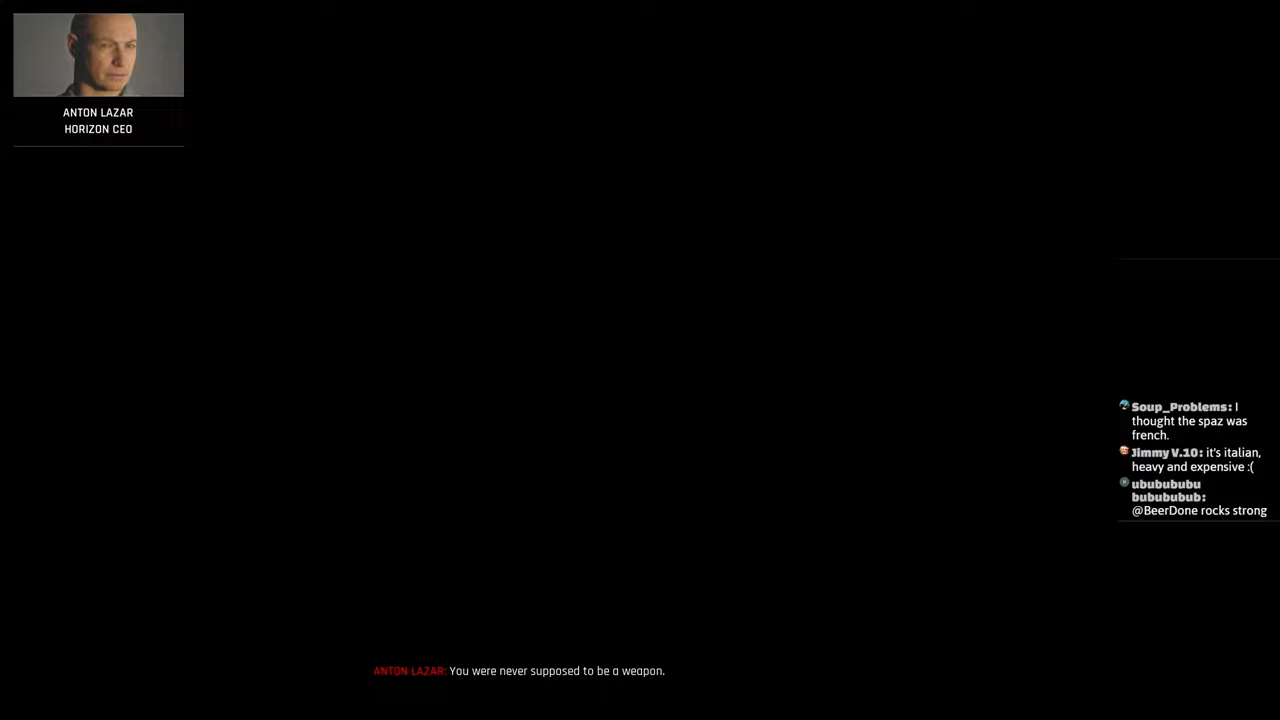 ANTON LAZAR
HORIZON CEO
Soup_Problems: I
thought the spaz was
french.
Jimmy V.10: it's italian,
heavy and expensive :(
ububububu
bubububub:
@BeerDone rocks strong
ANTON LAZAR: You were never supposed to be a weapon.